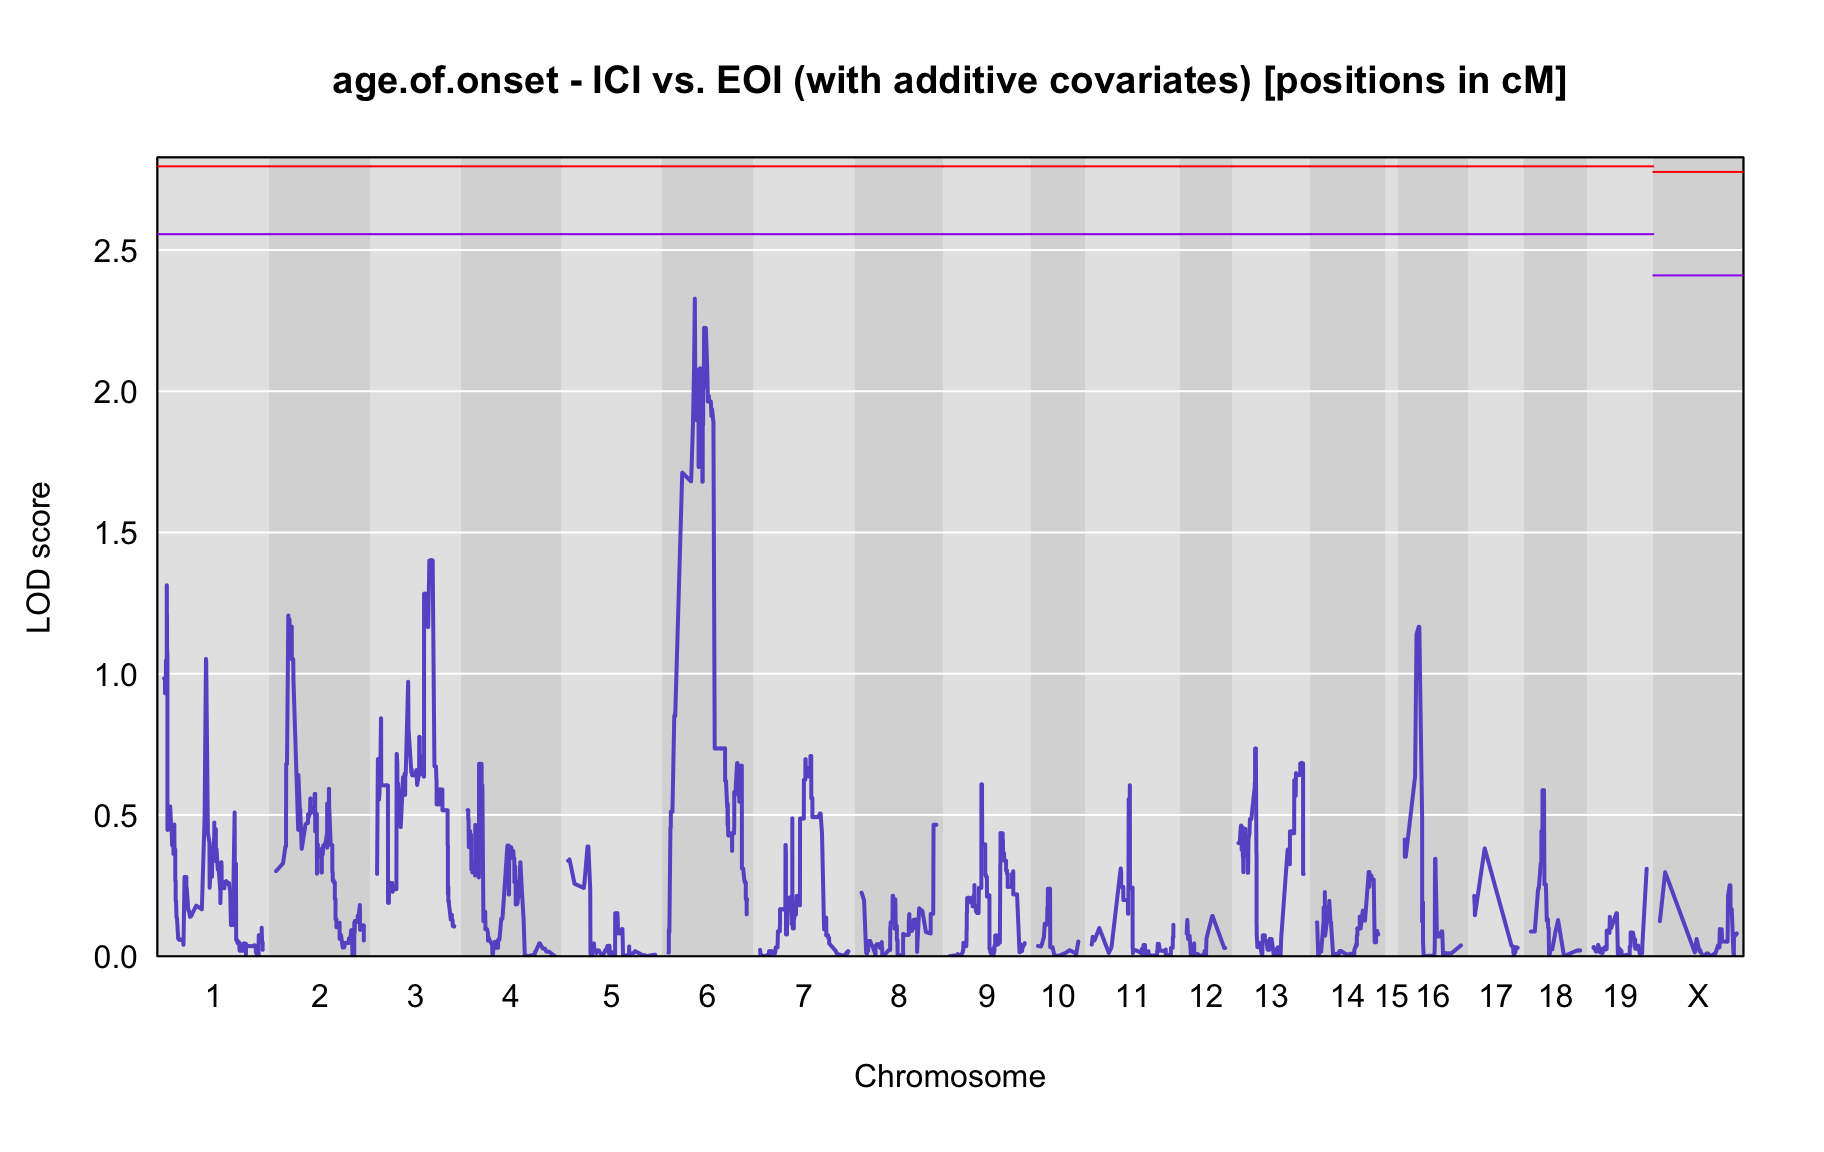 age.of.onset - ICI vs. EOI (with additive covariates) [positions in cM]
LOD score
2.5
2.0
1.5
1.0
0.5
0.0
1 2 3 4 5 6 7 8 9 10 11 12 13 14 15 16 17 18 19 X
Chromosome